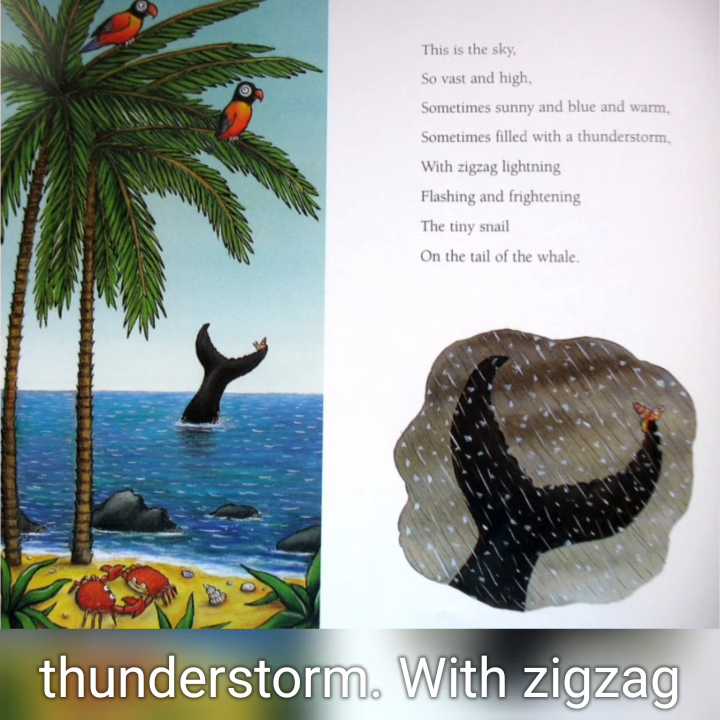 This is the sky,
So vast and high,
Sometimes sunny and blue and warm,
Sometimes filled with a thunderstorm,
With zigzag lightning
Flashing and frightening
The tiny snail
On the tail of the whale.
thunderstorm. With zigzag